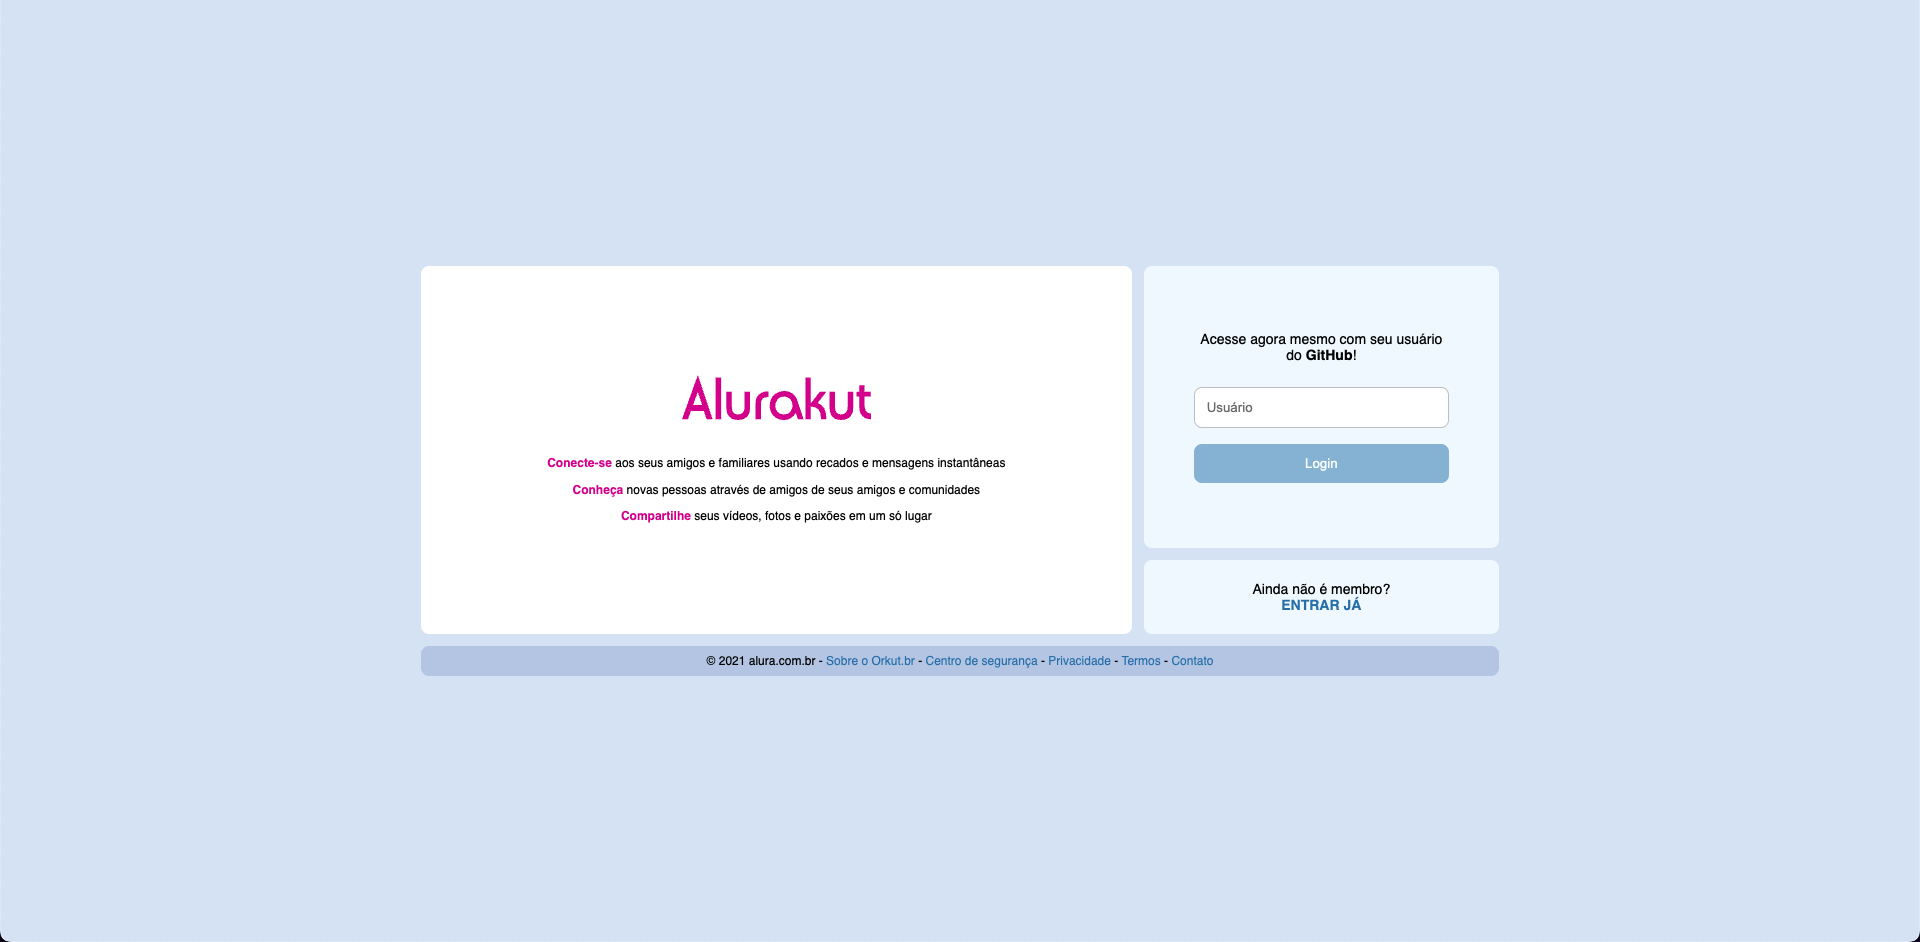 Alurakut
Conecte-se aos seus amigos e familiares usando recados e mensagens instantâneas
Conheça novas pessoas através de amigos de seus amigos e comunidades
Compartilhe seus vídeos, fotos e paixões em um só lugar
Acesse agora mesmo com seu usuário
do GitHub!
Usuário
Login
Ainda não é membro?
ENTRAR JÁ
© 2021 alura.com.br - Sobre o Orkut.br - Centro de segurança - Privacidade - Termos - Contato